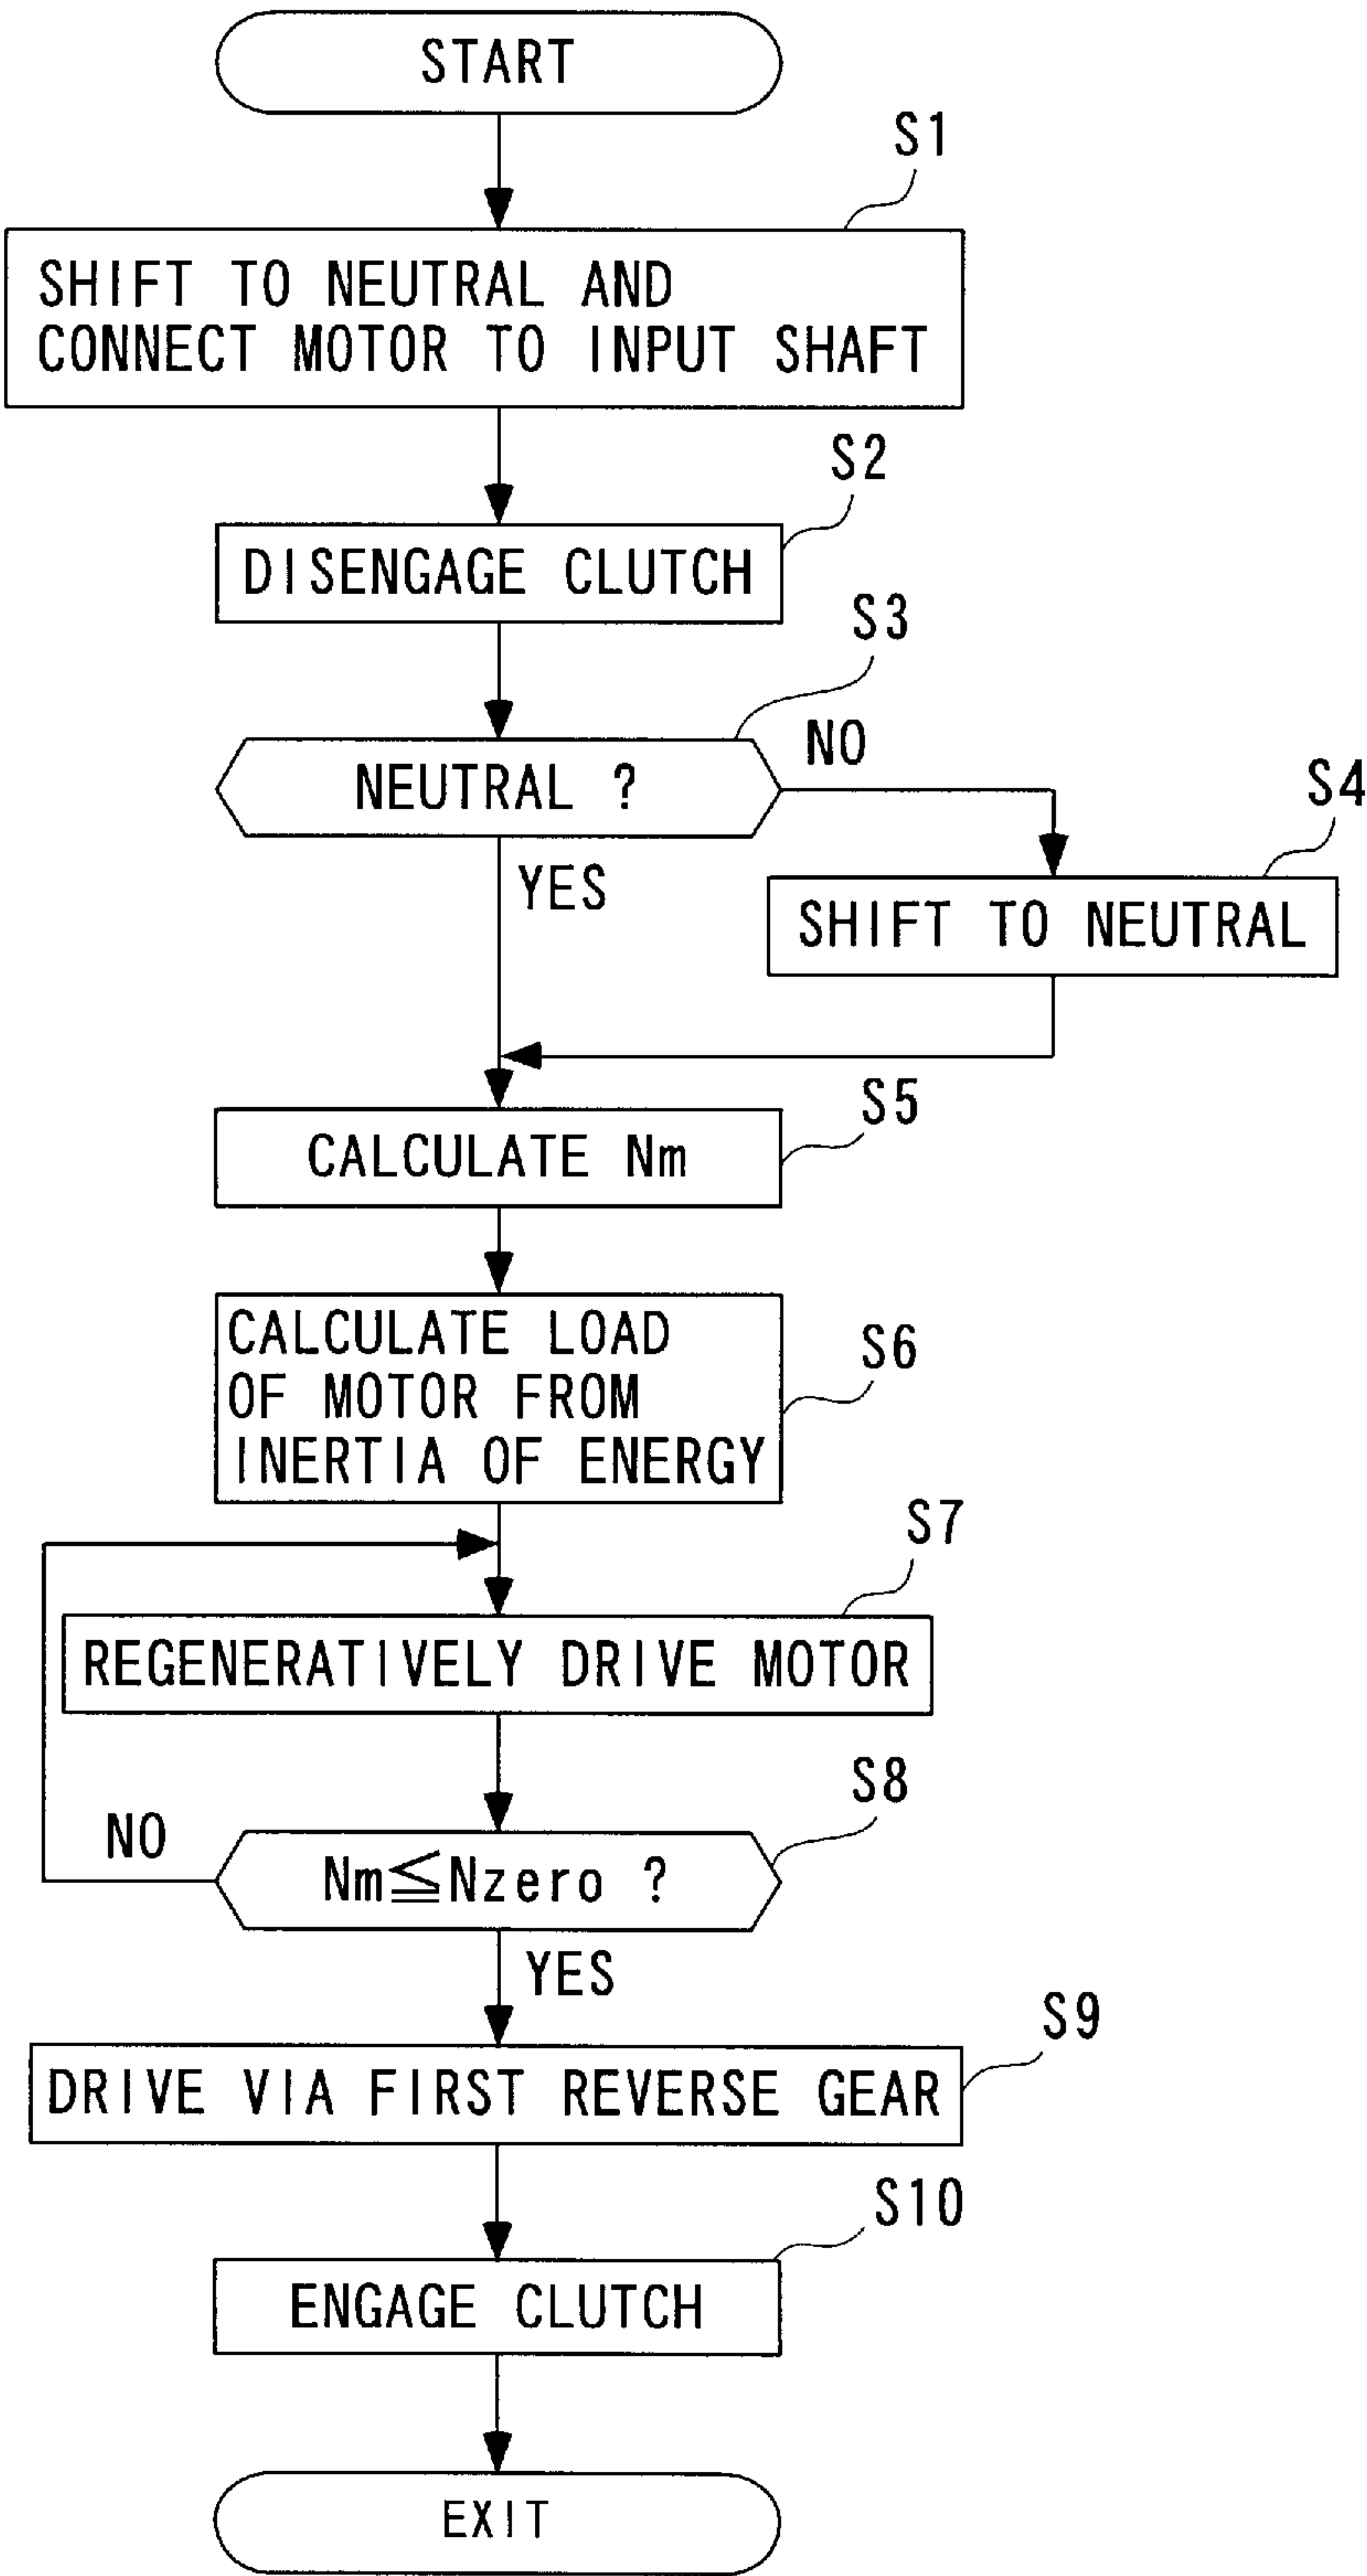 START
S1
SHIFT TO NEUTRAL AND
CONNECT MOTOR TO INPUT SHAFT
S2
DISENGAGE CLUTCH
S3
NEUTRAL ?
NO
YES
S4
SHIFT TO NEUTRAL
S5
CALCULATE Nm
S6
CALCULATE LOAD
OF MOTOR FROM
INERTIA OF ENERGY
S7
REGENERATIVELY DRIVE MOTOR
S8
NO
Nm≦Nzero ?
YES
S9
DRIVE VIA FIRST REVERSE GEAR
S10
ENGAGE CLUTCH
EXIT